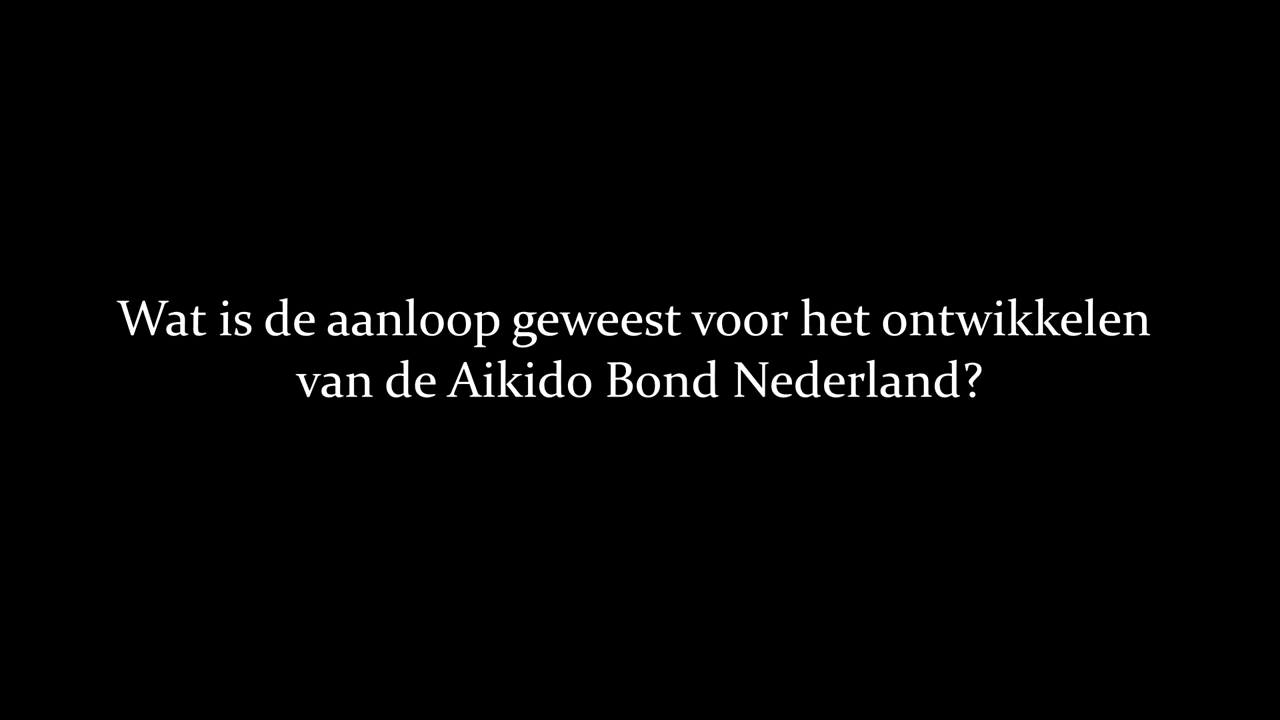 Wat is de aanloop geweest voor het ontwikkelen
van de Aikido Bond Nederland?